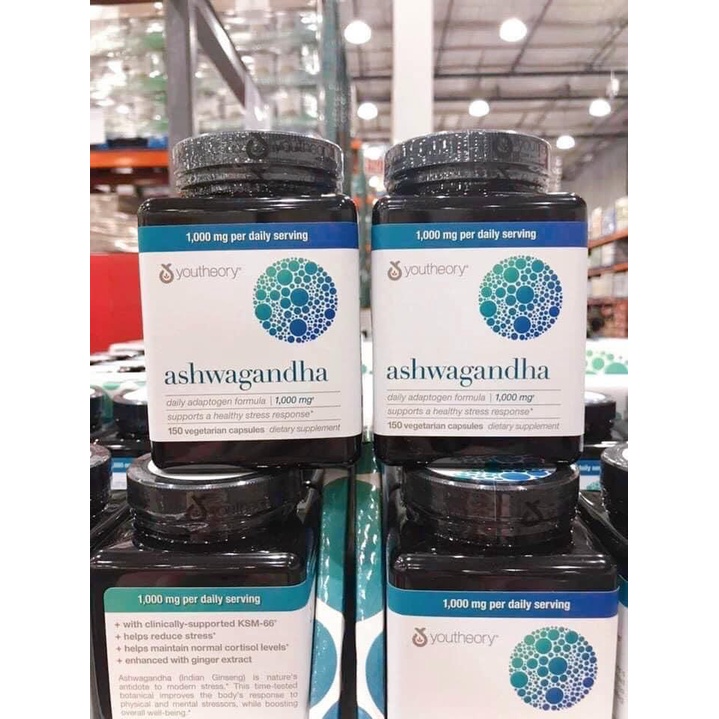 1,000 mg per daily serving
youtheory®
ashwagandha
daily adaptogen formula | 1,000 mg†
supports a healthy stress response*
150 vegetarian capsules dietary supplement
1,000 mg per daily serving
youtheory®
ashwagandha
daily adaptogen formula | 1,000 mg†
supports a healthy stress response*
150 vegetarian capsules dietary supplement
1,000 mg per daily serving
+ with clinically-supported KSM-66®
+ helps reduce stress*
+ helps maintain normal cortisol levels*
+ enhanced with ginger extract
Ashwagandha (Indian Ginseng) is nature's
antidote to modern stress.* This time-tested
botanical improves the body's response to
physical and mental stressors, while boosting
overall well-being.*
1,000 mg per daily serving
youtheory®